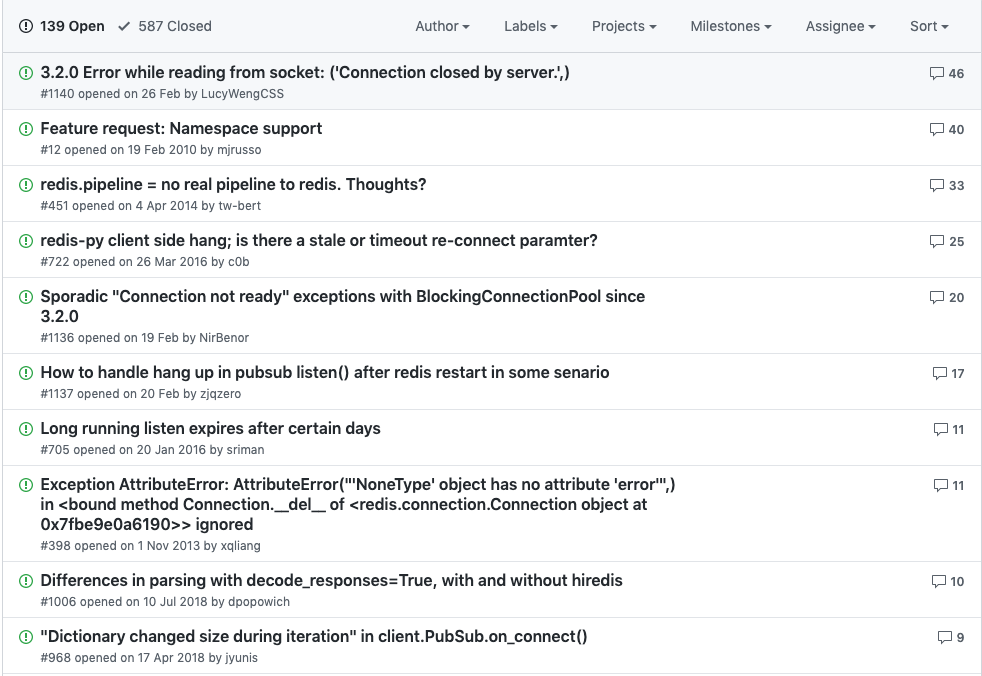 139 Open 587 Closed Author Labels Projects Milestones Assignee Sort
3.2.0 Error while reading from socket: ('Connection closed by server.',) 46
#1140 opened on 26 Feb by LucyWengCSS
Feature request: Namespace support 40
#12 opened on 19 Feb 2010 by mjrusso
redis.pipeline = no real pipeline to redis. Thoughts? 33
#451 opened on 4 Apr 2014 by tw-bert
redis-py client side hang; is there a stale or timeout re-connect paramter? 25
#722 opened on 26 Mar 2016 by c0b
Sporadic "Connection not ready" exceptions with BlockingConnectionPool since 20
3.2.0
#1136 opened on 19 Feb by NirBenor
How to handle hang up in pubsub listen() after redis restart in some senario 17
#1137 opened on 20 Feb by zjqzero
Long running listen expires after certain days 11
#705 opened on 20 Jan 2016 by sriman
Exception AttributeError: AttributeError("'NoneType' object has no attribute 'error'",) 11
in <bound method Connection.__del__ of <redis.connection.Connection object at
0x7fbe9e0a6190>> ignored
#398 opened on 1 Nov 2013 by xqliang
Differences in parsing with decode_responses=True, with and without hiredis 10
#1006 opened on 10 Jul 2018 by dpopowich
"Dictionary changed size during iteration" in client.PubSub.on_connect() 9
#968 opened on 17 Apr 2018 by jyunis